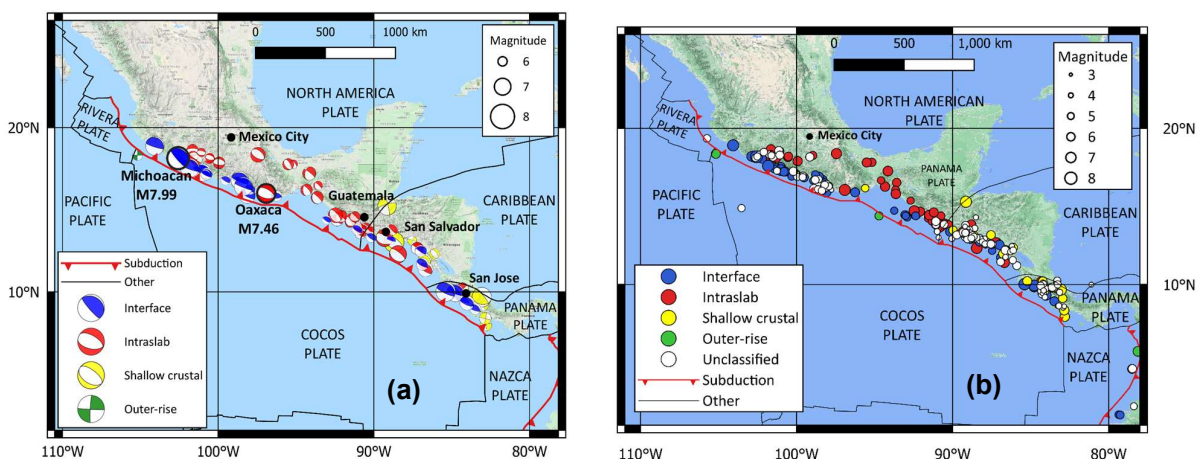 0 500 1000 km
Magnitude
6
7
8
NORTH AMERICA
PLATE
RIVERA
PLATE
20°N
Mexico City
Michoacan
M7.99
PACIFIC
PLATE
Guatemala
CARIBBEAN
PLATE
Oaxaca
M7.46
San Salvador
San Jose
Subduction
Other
Interface
Intraslab
Shallow crustal
Outer-rise
10°N
PANAMA
PLATE
COCOS
PLATE
(a)
NAZCA
PLATE
110°W 100°W 90°W 80°W
0 500 1,000 km
Magnitude
3
4
5
6
7
8
NORTH AMERICAN
PLATE
RIVERA
PLATE
20°N
Mexico City
PANAMA
PLATE
PACIFIC
PLATE
CARIBBEAN
PLATE
Interface
Intraslab
Shallow crustal
Outer-rise
Unclassified
Subduction
Other
10°N
PANAMA
PLATE
COCOS
PLATE
(b)
NAZCA
PLATE
110°W 100°W 90°W 80°W